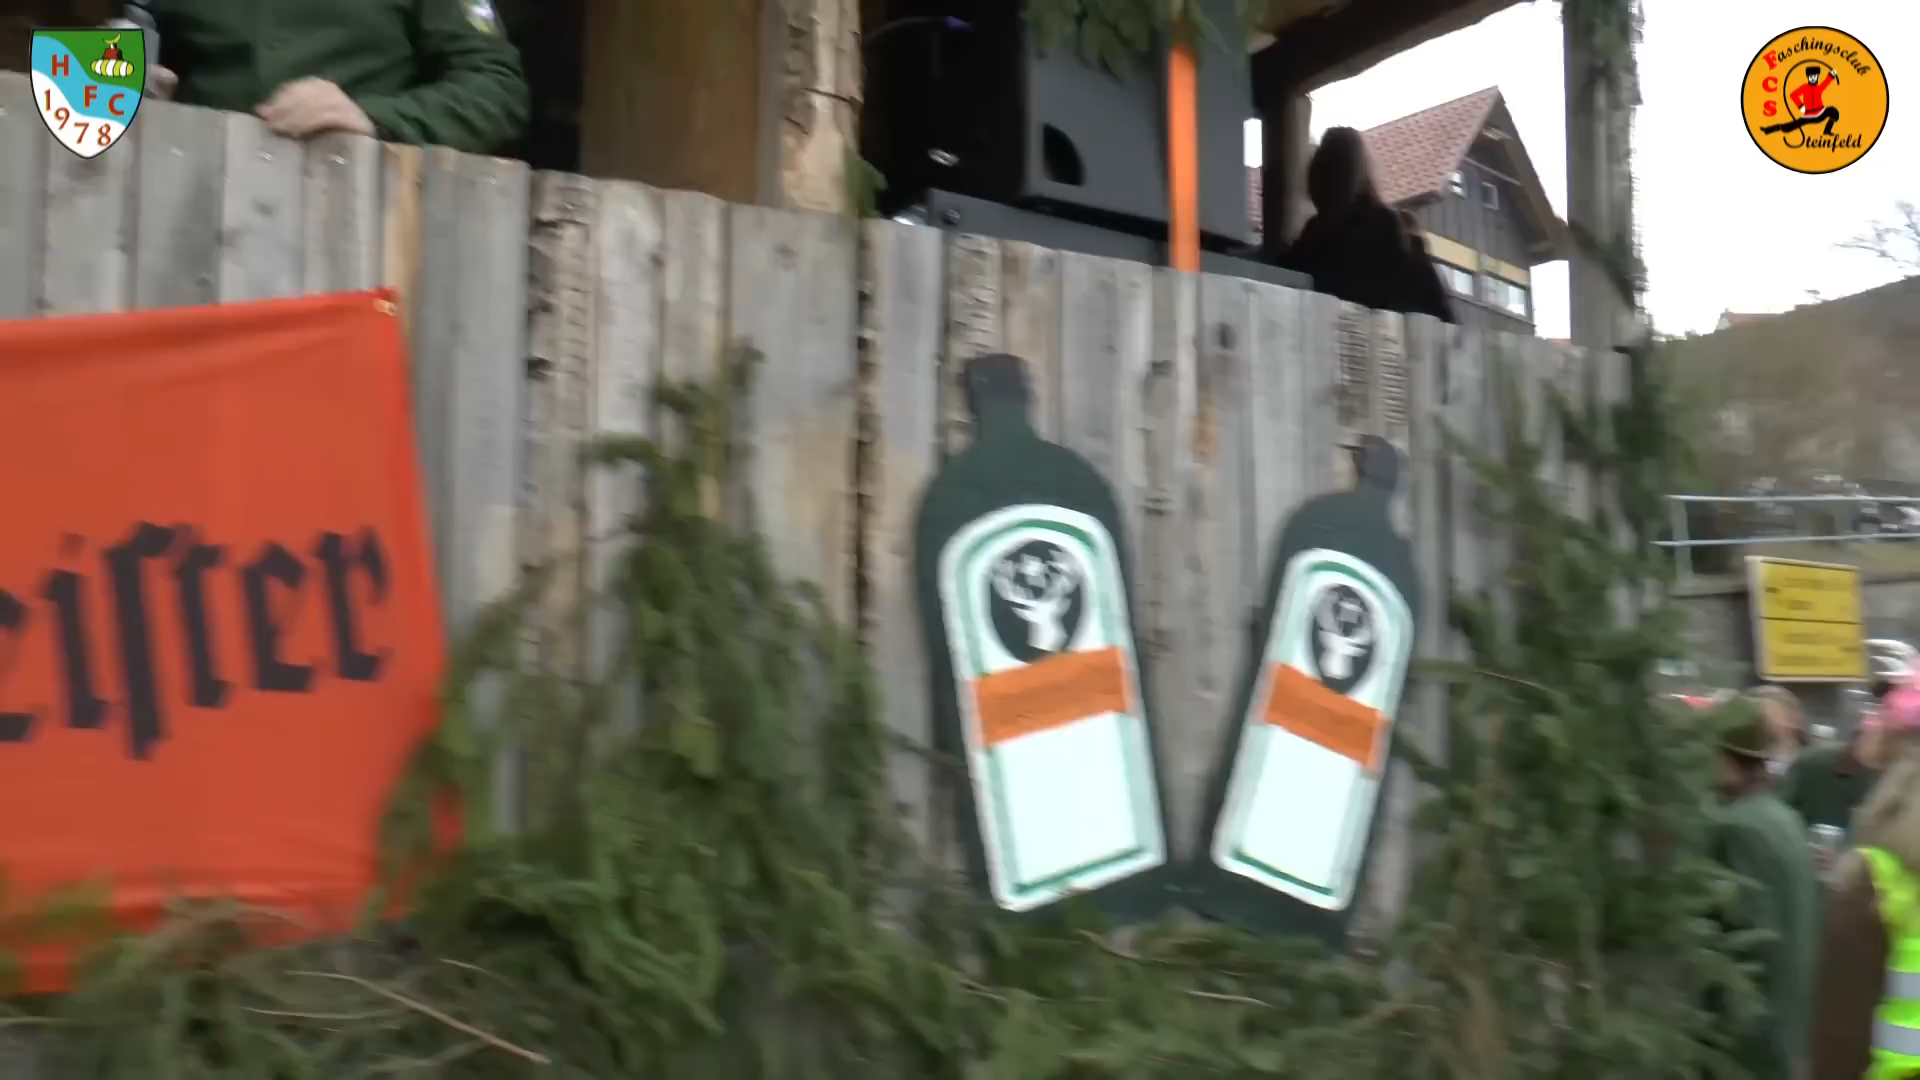 H
F C
1978
Faschingsclub
F
C
S
Steinfeld
eister